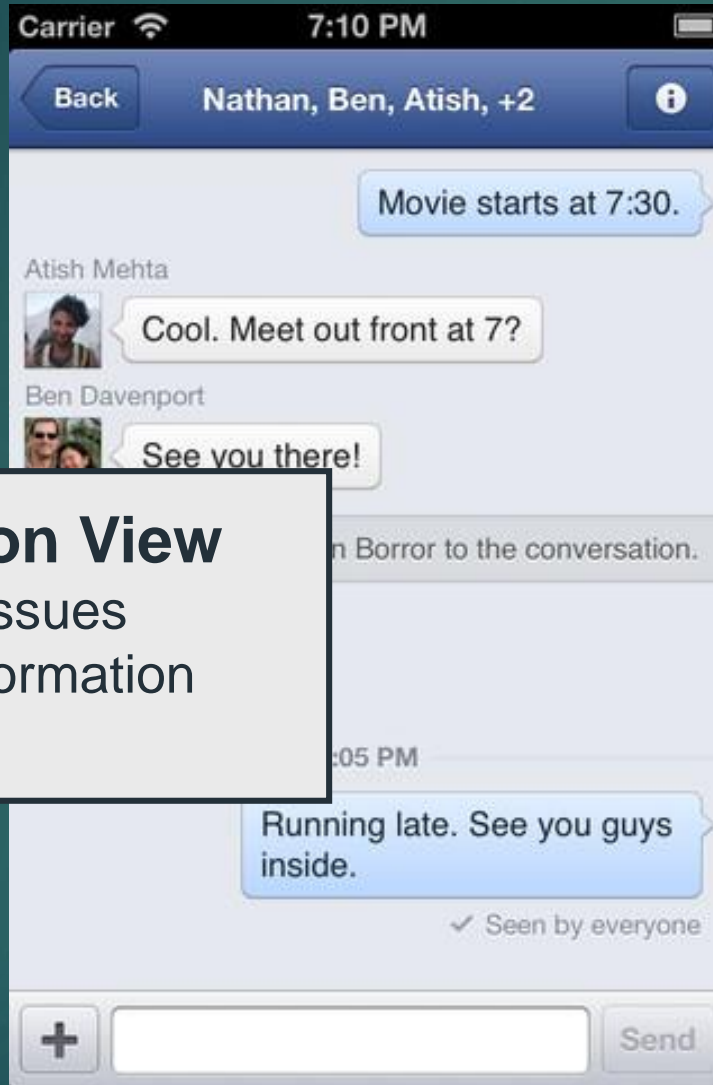 Carrier 7:10 PM
Back Nathan, Ben, Atish, +2
Movie starts at 7:30.
Atish Mehta
Cool. Meet out front at 7?
Ben Davenport
See you there!
on View
ssues
ormation
n Borror to the conversation.
:05 PM
Running late. See you guys
inside.
✓ Seen by everyone
+ Send